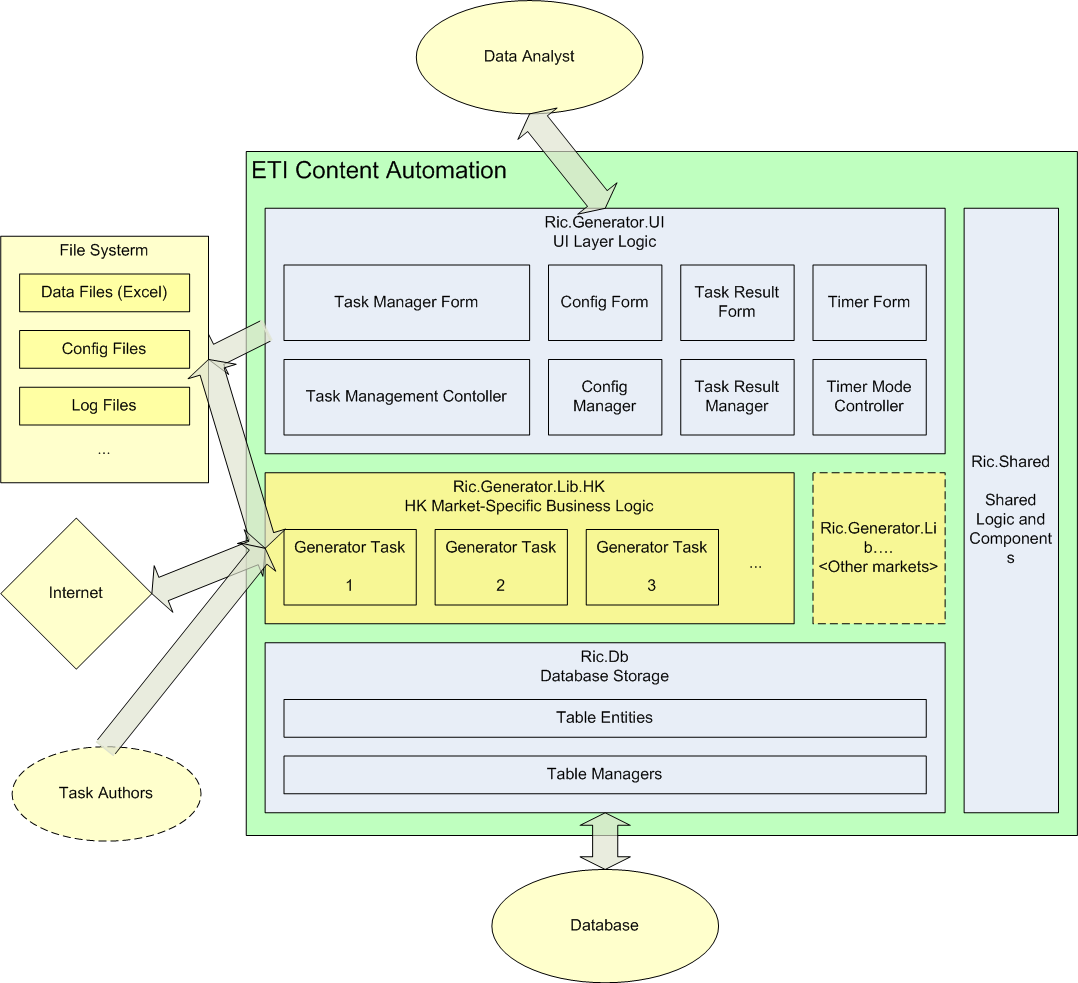 Data Analyst
ETI Content Automation
Ric.Generator.UI
UI Layer Logic
Task Manager Form
Config Form
Task Result
Form
Timer Form
Task Management Contoller
Config
Manager
Task Result
Manager
Timer Mode
Controller
File Systerm
Data Files (Excel)
Config Files
Log Files
...
Ric.Generator.Lib.HK
HK Market-Specific Business Logic
Generator Task
1
Generator Task
2
Generator Task
3
...
Ric.Generator.Li
b....
<Other markets>
Ric.Shared
Shared
Logic and
Component
s
Internet
Task Authors
Ric.Db
Database Storage
Table Entities
Table Managers
Database